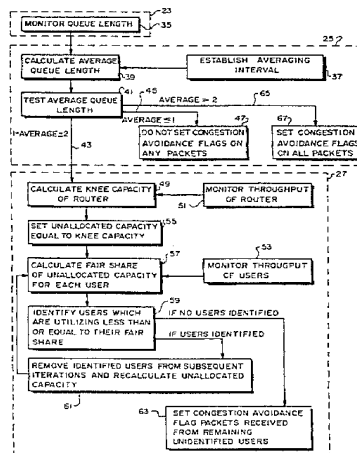 23
MONITOR QUEUE LENGTH
35
25
CALCULATE AVERAGE
QUEUE LENGTH
39
ESTABLISH AVERAGING
INTERVAL
37
TEST AVERAGE QUEUE
LENGTH
41
45
AVERAGE > 2
65
AVERAGE ≤ 1
43
47
DO NOT SET CONGESTION
AVOIDANCE FLAGS ON
ANY PACKETS
67
SET CONGESTION
AVOIDANCE FLAGS
ON ALL PACKETS
27
CALCULATE KNEE CAPACITY
OF ROUTER
49
MONITOR THROUGHPUT
OF ROUTER
51
SET UNALLOCATED CAPACITY
EQUAL TO KNEE CAPACITY
55
CALCULATE FAIR SHARE
OF UNALLOCATED CAPACITY
FOR EACH USER
57
53
MONITOR THROUGHPUT
OF USERS
59
IDENTIFY USERS WHICH
ARE UTILIZING LESS THAN
OR EQUAL TO THEIR FAIR
SHARE
IF NO USERS IDENTIFIED
IF USERS IDENTIFIED
REMOVE IDENTIFIED USERS FROM SUBSEQUENT
ITERATIONS AND RECALCULATE UNALLOCATED
CAPACITY
61
63
SET CONGESTION AVOIDANCE
FLAG PACKETS RECEIVED
FROM REMAINING
UNIDENTIFIED USERS